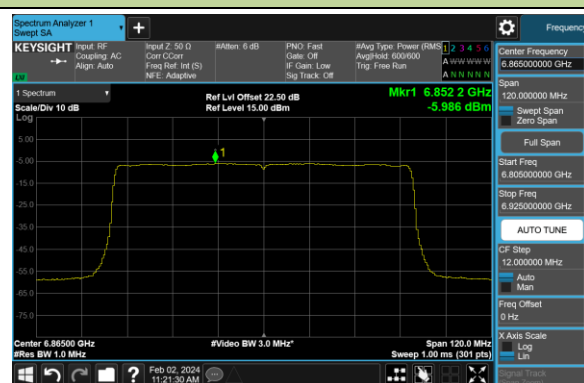 Spectrum Analyzer 1
Swept SA
+
Frequency
KEYSIGHT
Input: RF
Coupling: AC
Align: Auto
Input Z: 50 Ω
Corr CCorr
Freq Ref: Int (S)
NFE: Adaptive
#Atten: 6 dB
PNO: Fast
Gate: Off
IF Gain: Low
Sig Track: Off
#Avg Type: Power (RMS
Avg|Hold: 600/600
Trig: Free Run
1 2 3 4 5 6
A W W W W W
A N N N N N
LW
1 Spectrum
Scale/Div 10 dB
Log
Ref Lvl Offset 22.50 dB
Ref Level 15.00 dBm
Mkr1 6.852 2 GHz
-5.986 dBm
5.00
-5.00
-15.0
-25.0
-35.0
-45.0
-55.0
-65.0
-75.0
1
Center 6.86500 GHz
#Res BW 1.0 MHz
#Video BW 3.0 MHz*
Span 120.0 MHz
Sweep 1.00 ms (301 pts)
Feb 02, 2024
11:21:30 AM
Center Frequency
6.865000000 GHz
Span
120.000000 MHz
Swept Span
Zero Span
Full Span
Start Freq
6.805000000 GHz
Stop Freq
6.925000000 GHz
AUTO TUNE
CF Step
12.000000 MHz
Auto
Man
Freq Offset
0 Hz
X Axis Scale
Log
Lin
Signal Track